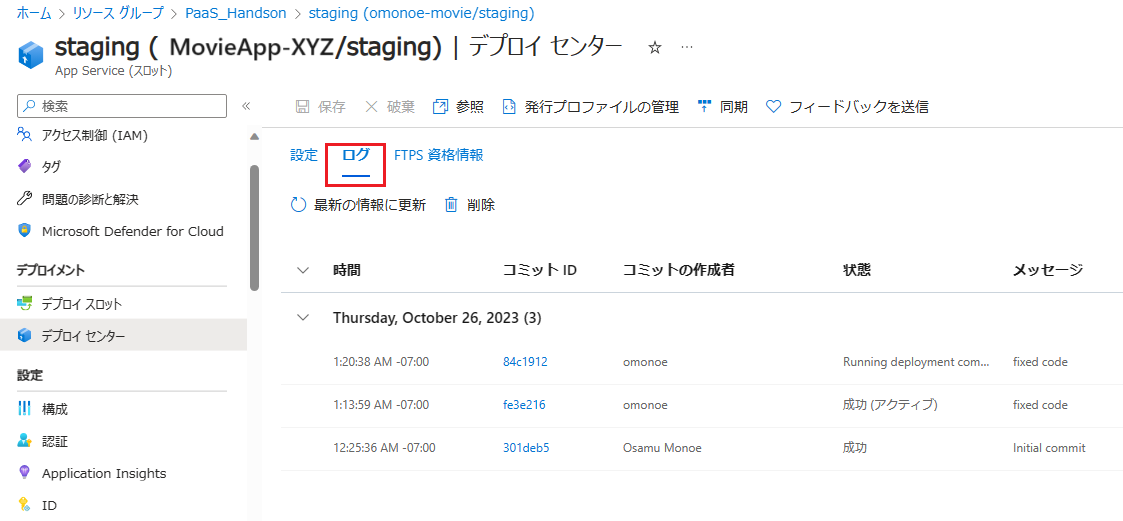 ホーム > リソース グループ > PaaS_Handson > staging (omonoe-movie/staging)
staging ( MovieApp-XYZ/staging) | デプロイ センター ☆ …
App Service (スロット)
検索 «
保存 破棄 参照 発行プロファイルの管理 同期 フィードバックを送信
アクセス制御 (IAM)
タグ
問題の診断と解決
Microsoft Defender for Cloud
デプロイメント
デプロイ スロット
デプロイ センター
設定
構成
認証
Application Insights
ID
設定 ログ FTPS 資格情報
最新の情報に更新 削除
時間 コミット ID コミットの作成者 状態 メッセージ
Thursday, October 26, 2023 (3)
1:20:38 AM -07:00 84c1912 omonoe Running deployment com... fixed code
1:13:59 AM -07:00 fe3e216 omonoe 成功 (アクティブ) fixed code
12:25:36 AM -07:00 301deb5 Osamu Monoe 成功 Initial commit